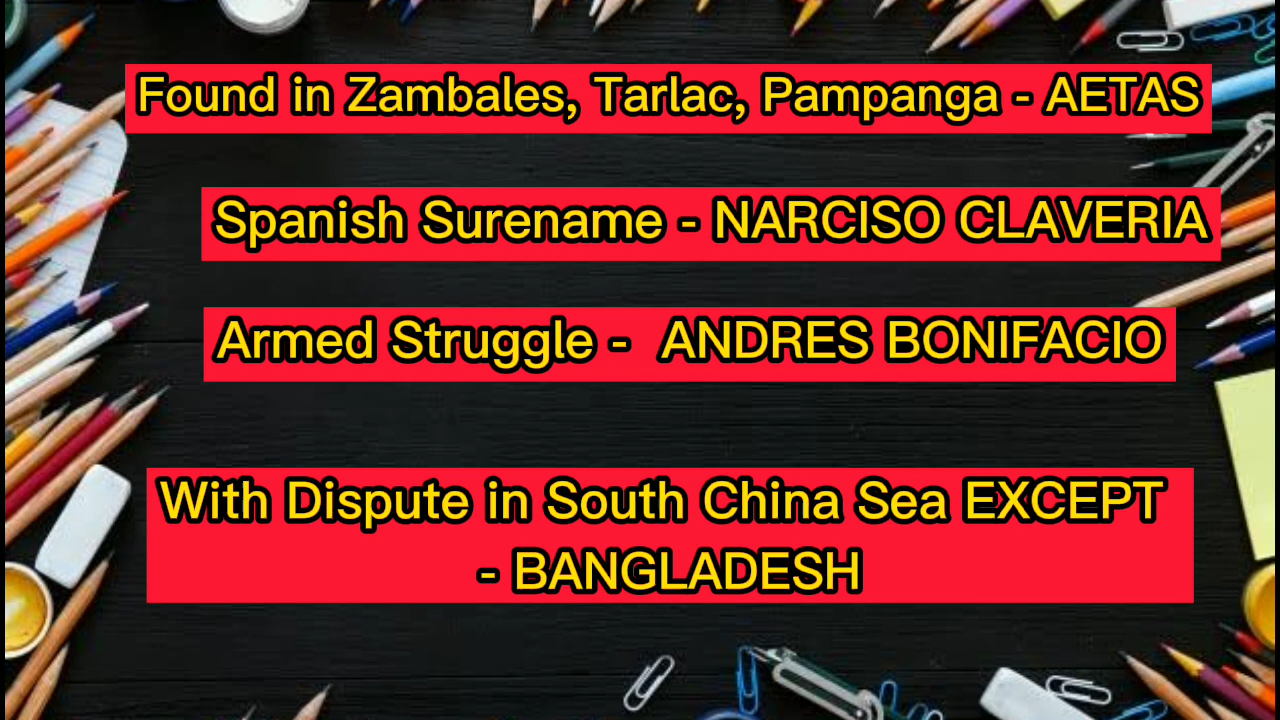 Found in Zambales, Tarlac, Pampanga - AETAS
Spanish Surename - NARCISO CLAVERIA
Armed Struggle - ANDRES BONIFACIO
With Dispute in South China Sea EXCEPT
- BANGLADESH